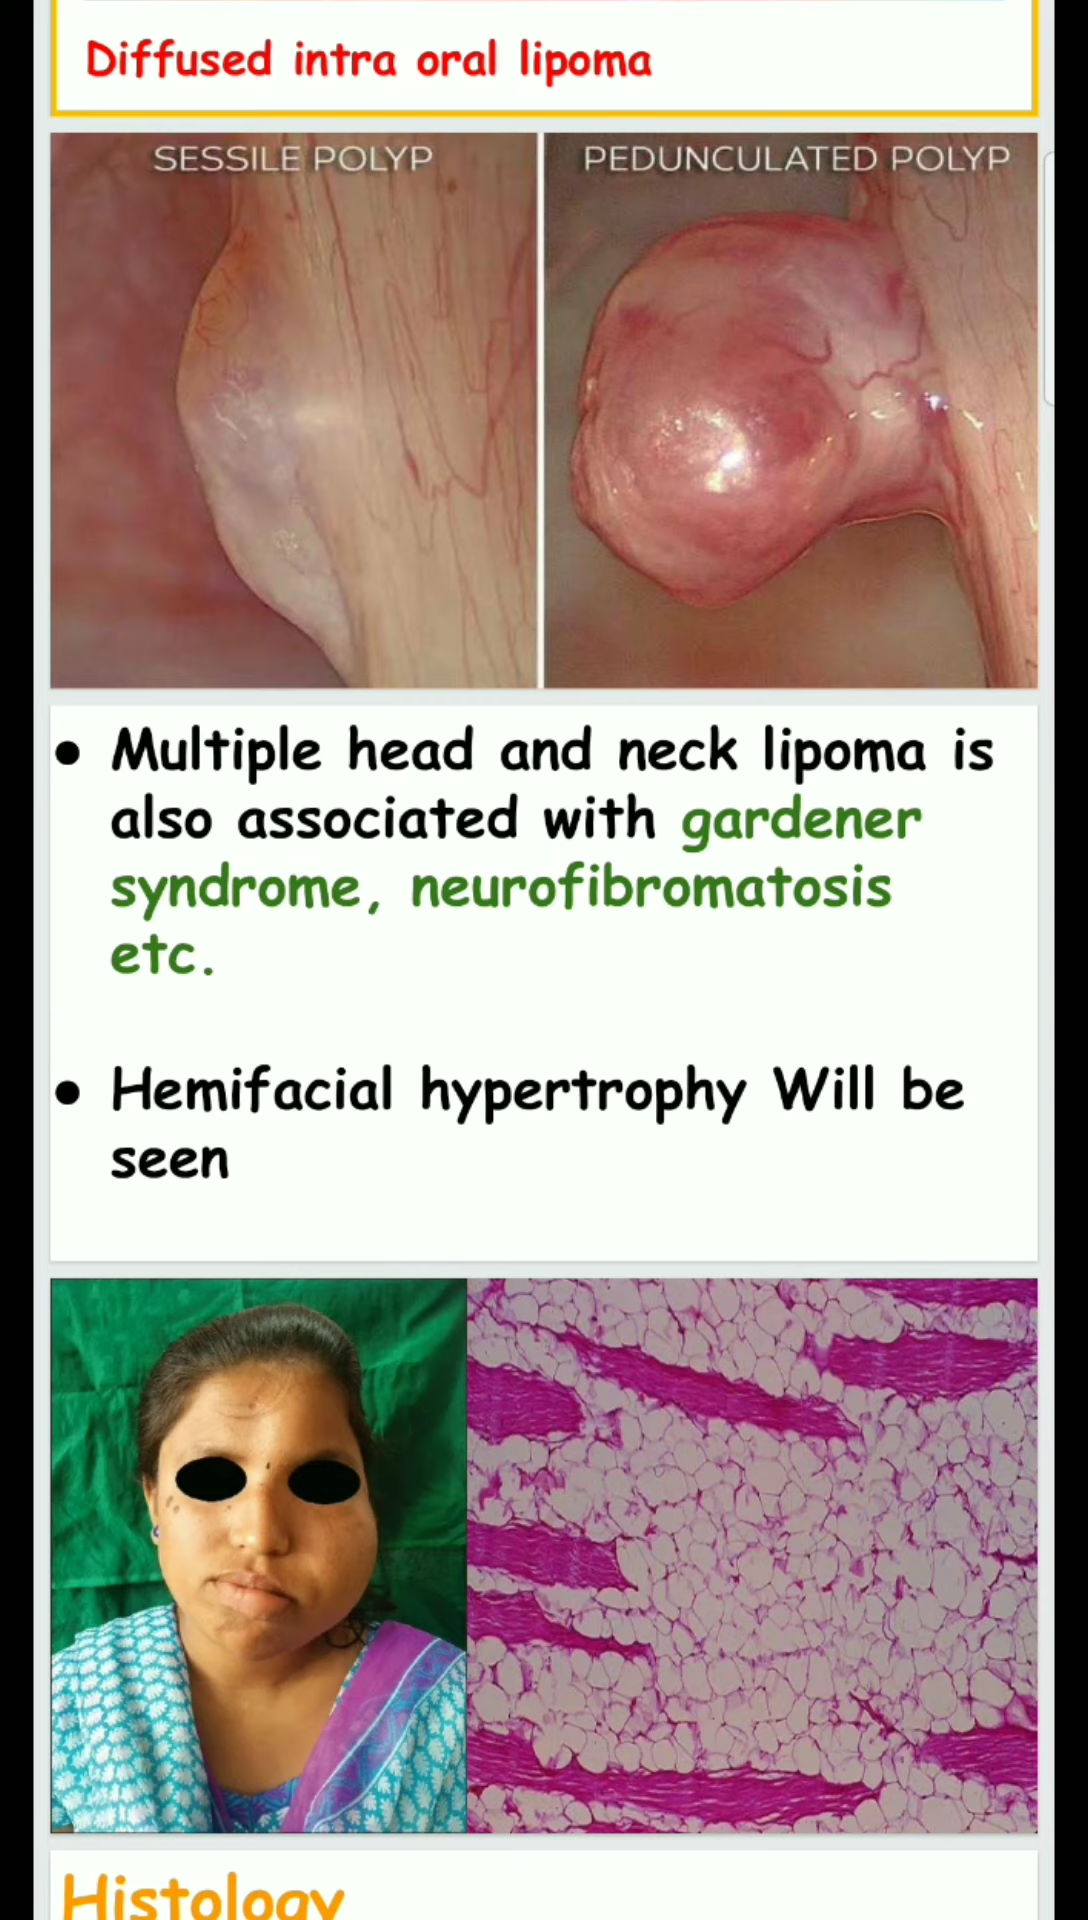 Diffused intra oral lipoma
SESSILE POLYP
PEDUNCULATED POLYP
● Multiple head and neck lipoma is
also associated with gardener
syndrome, neurofibromatosis
etc.
● Hemifacial hypertrophy Will be
seen
Histology